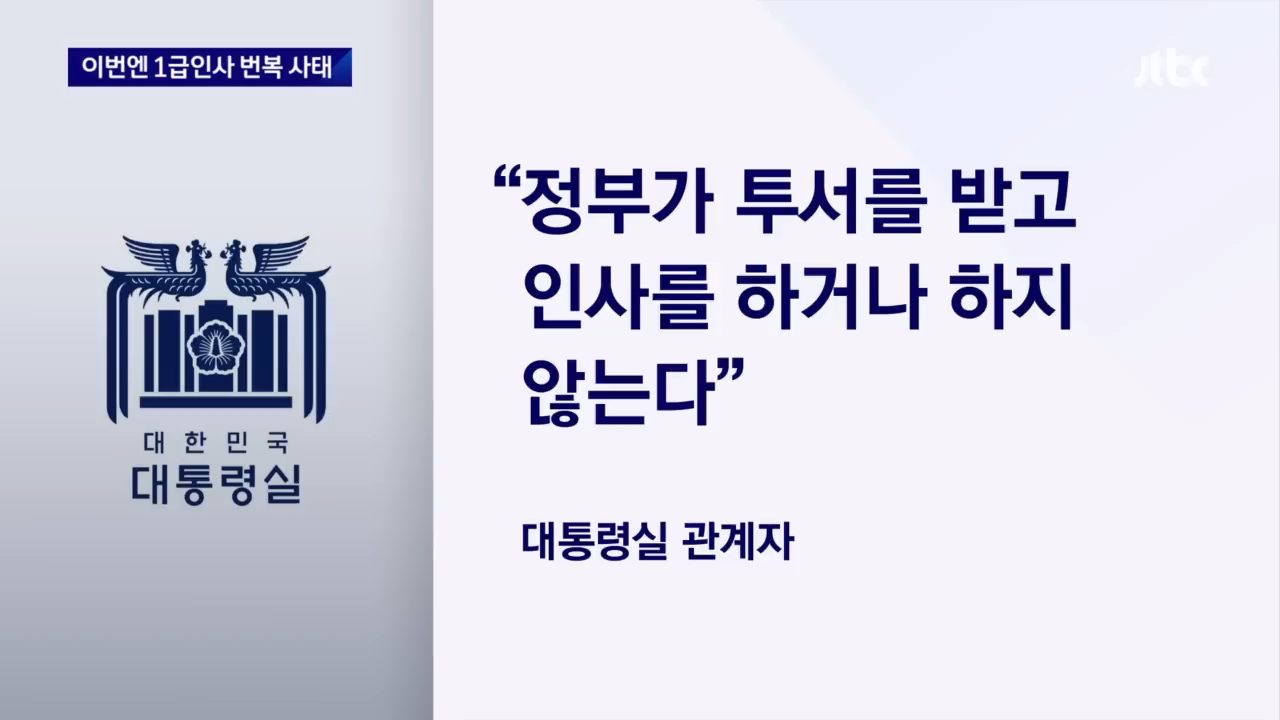 이번엔 1급인사 번복 사태
jtbc
“정부가 투서를 받고
인사를 하거나 하지
않는다”
대통령실 관계자
대한민국
대통령실